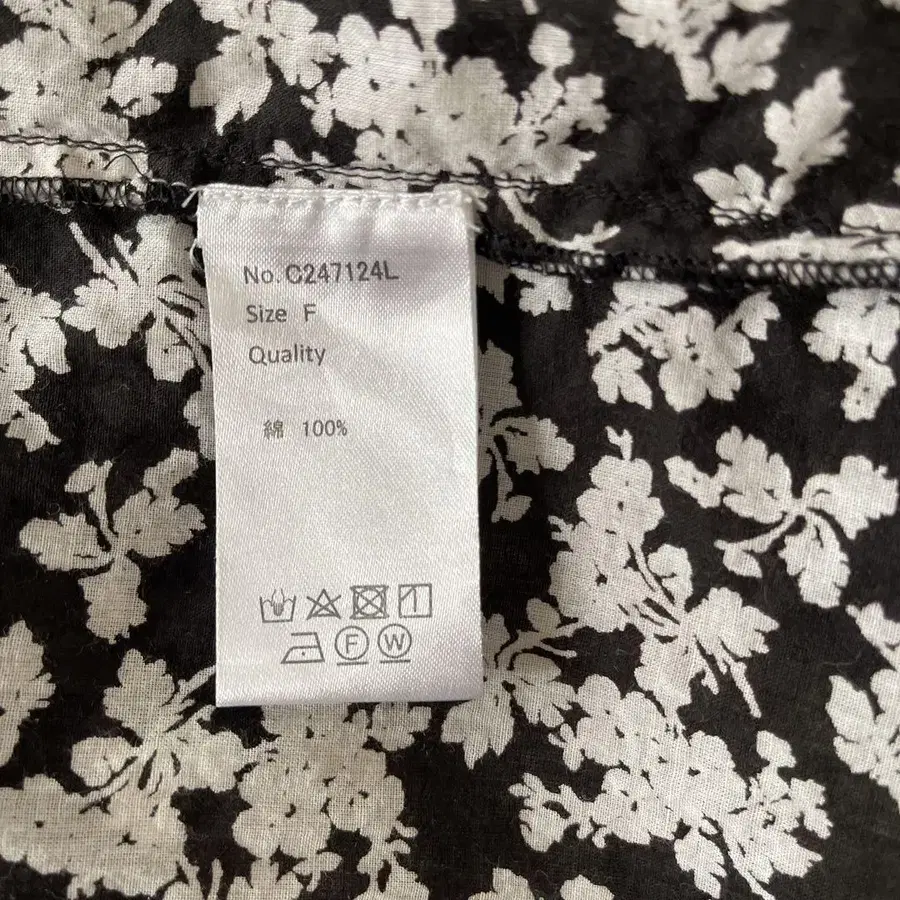 No. C247124L
Size F
Quality
綿 100%
F W